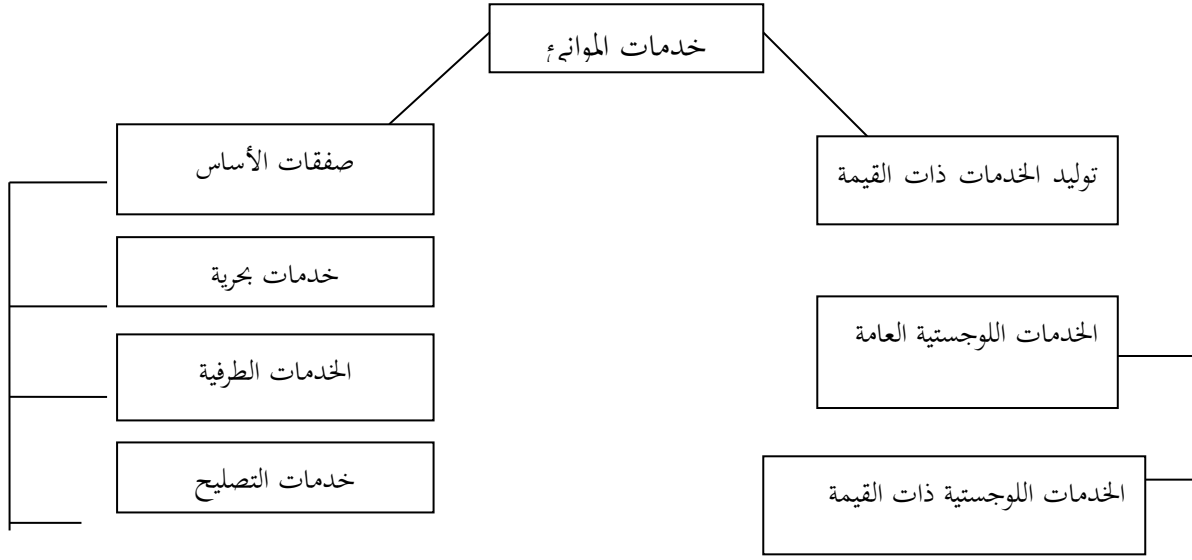 خدمات الموانئ
توليد الخدمات ذات القيمة
الخدمات اللوجستية العامة
الخدمات اللوجستية ذات القيمة
صفقات الأساس
خدمات بحرية
الخدمات الطرفية
خدمات التصليح